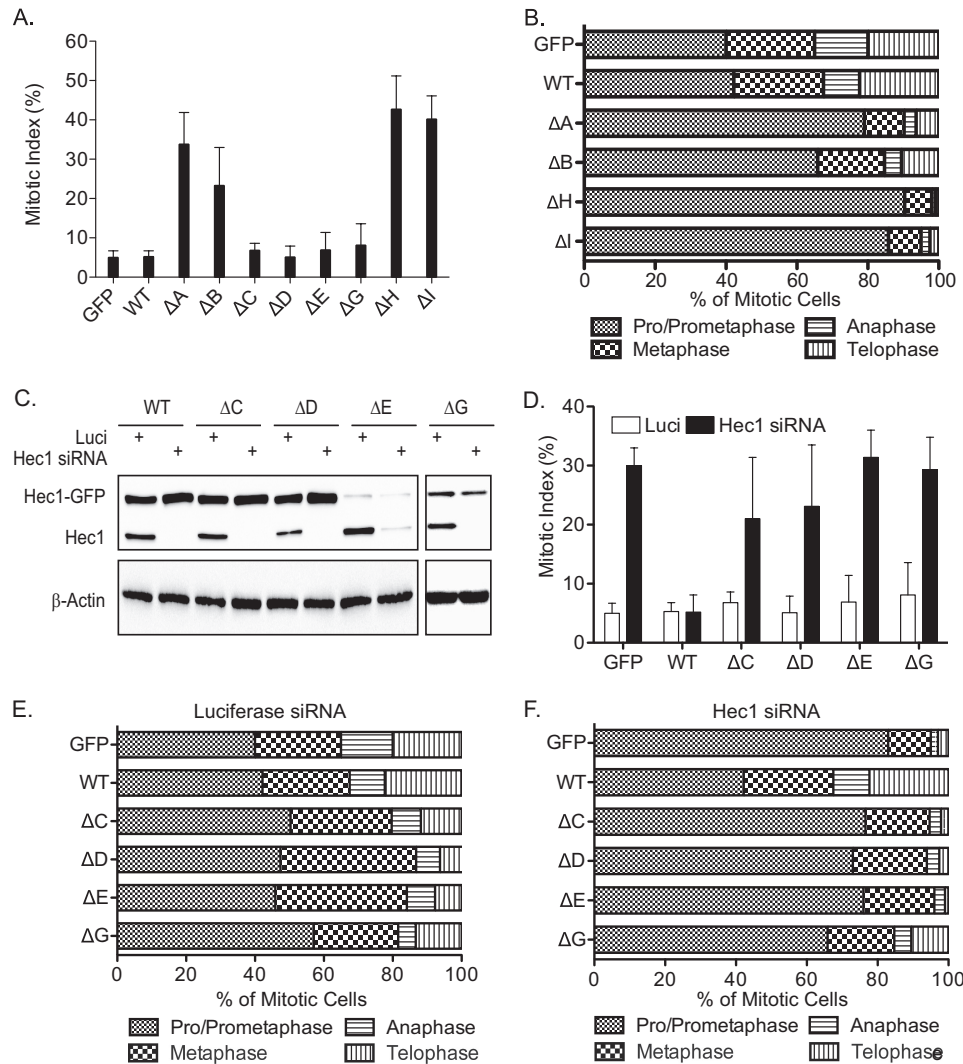 A.
Mitotic Index (%)
60
50
40
30
20
10
0
GFP WT ΔA ΔB ΔC ΔD ΔE ΔG ΔH ΔI
B.
GFP
WT
ΔA
ΔB
ΔH
ΔI
0 20 40 60 80 100
% of Mitotic Cells
Pro/Prometaphase Anaphase
Metaphase Telophase
C.
WT ΔC ΔD ΔE ΔG
Luci + + + + +
Hec1 siRNA + + + + +
Hec1-GFP
Hec1
β-Actin
D.
Mitotic Index (%)
40
30
20
10
0
Luci Hec1 siRNA
GFP WT ΔC ΔD ΔE ΔG
E.
Luciferase siRNA
GFP
WT
ΔC
ΔD
ΔE
ΔG
0 20 40 60 80 100
% of Mitotic Cells
Pro/Prometaphase Anaphase
Metaphase Telophase
F.
Hec1 siRNA
GFP
WT
ΔC
ΔD
ΔE
ΔG
0 20 40 60 80 100
% of Mitotic Cells
Pro/Prometaphase Anaphase
Metaphase Telophase